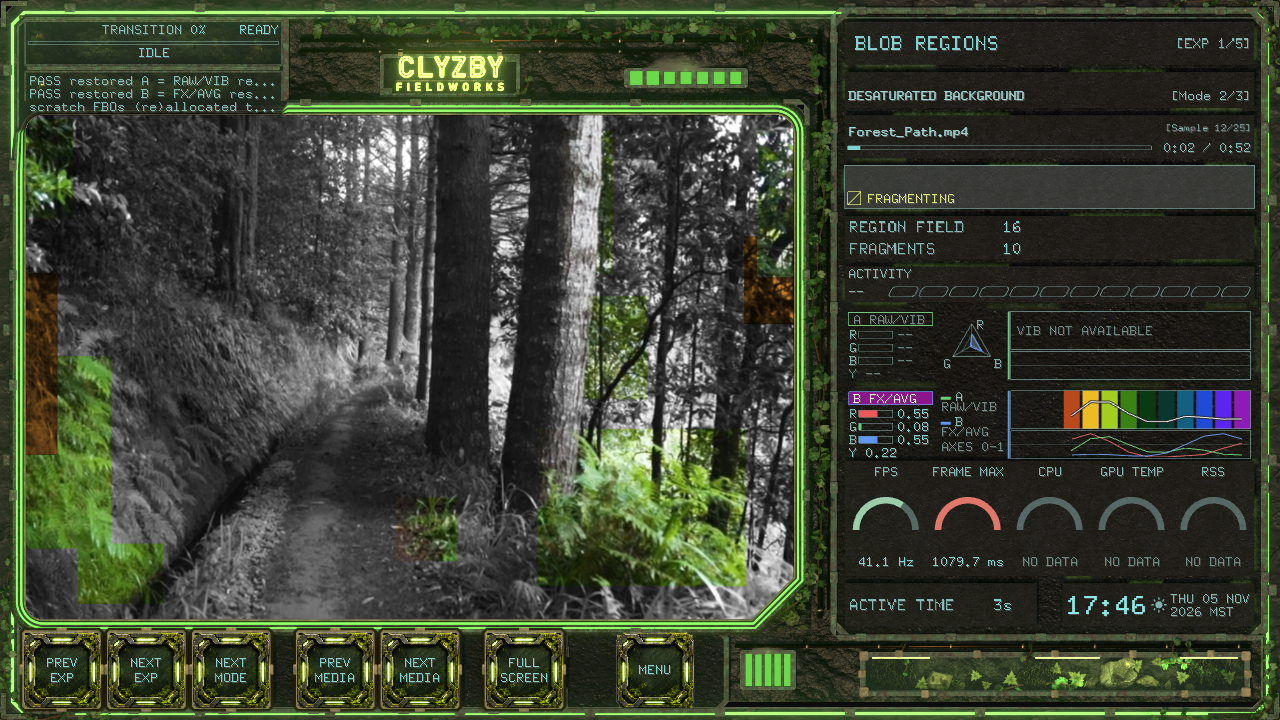 TRANSITION 0% READY
IDLE
PASS restored A = RAW/VIB re...
PASS restored B = FX/AVG res...
scratch FBOs (re)allocated t...
CLYZBY
FIELDWORKS
BLOB REGIONS [EXP 1/5]
DESATURATED BACKGROUND [Mode 2/3]
Forest_Path.mp4 [Sample 12/25]
0:02 / 0:52
FRAGMENTING
REGION FIELD 16
FRAGMENTS 10
ACTIVITY
--
A RAW/VIB
R --
G --
B --
Y --
R
G B
VIB NOT AVAILABLE
B FX/AVG
R 0.55
G 0.08
B 0.55
Y 0.22
A
RAW/VIB
B
FX/AVG
AXES 0-1
FPS FRAME MAX CPU GPU TEMP RSS
41.1 Hz 1079.7 ms NO DATA NO DATA NO DATA
ACTIVE TIME 3s
17:46 THU 05 NOV
2026 MST
PREV
EXP
NEXT
EXP
NEXT
MODE
PREV
MEDIA
NEXT
MEDIA
FULL
SCREEN
MENU